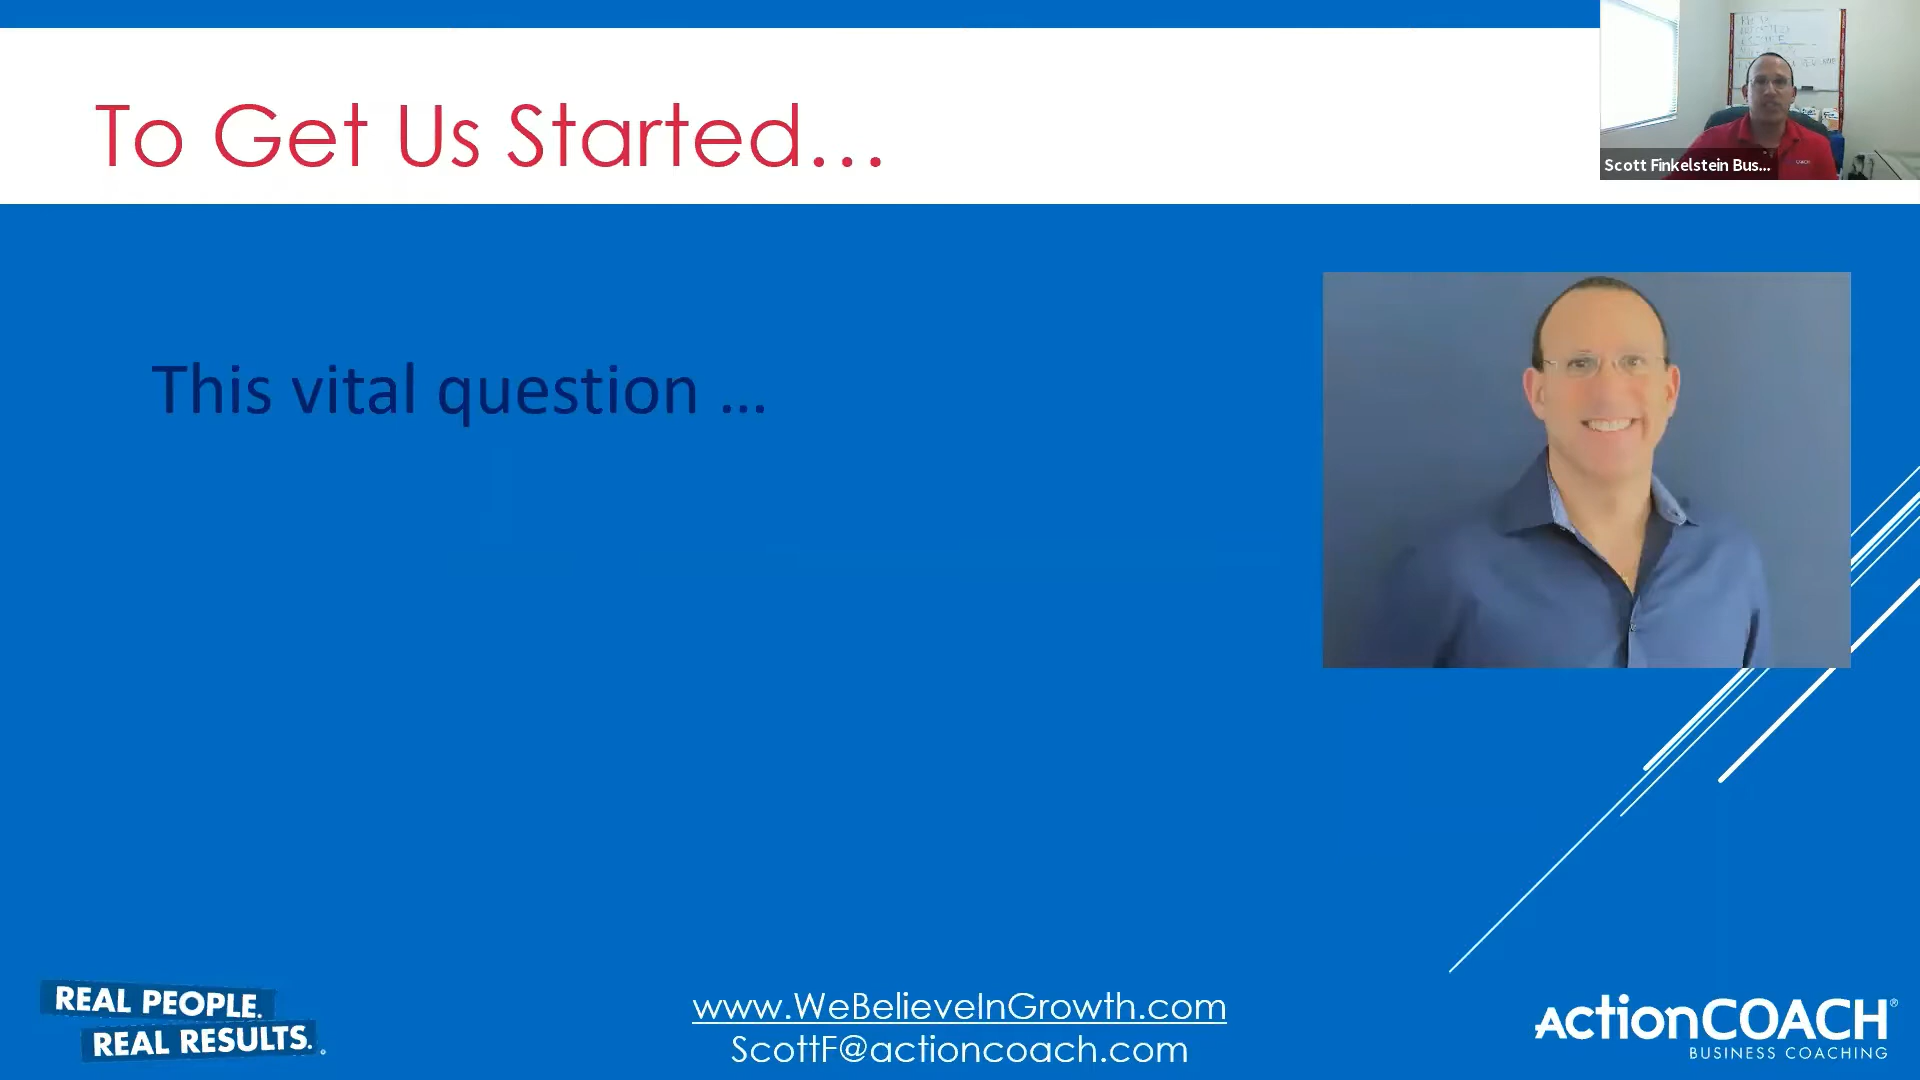 To Get Us Started...
Scott Finkelstein Bus...
This vital question ...
REAL PEOPLE.
REAL RESULTS.
www.WeBelieveInGrowth.com
ScottF@actioncoach.com
ActionCOACH®
BUSINESS COACHING